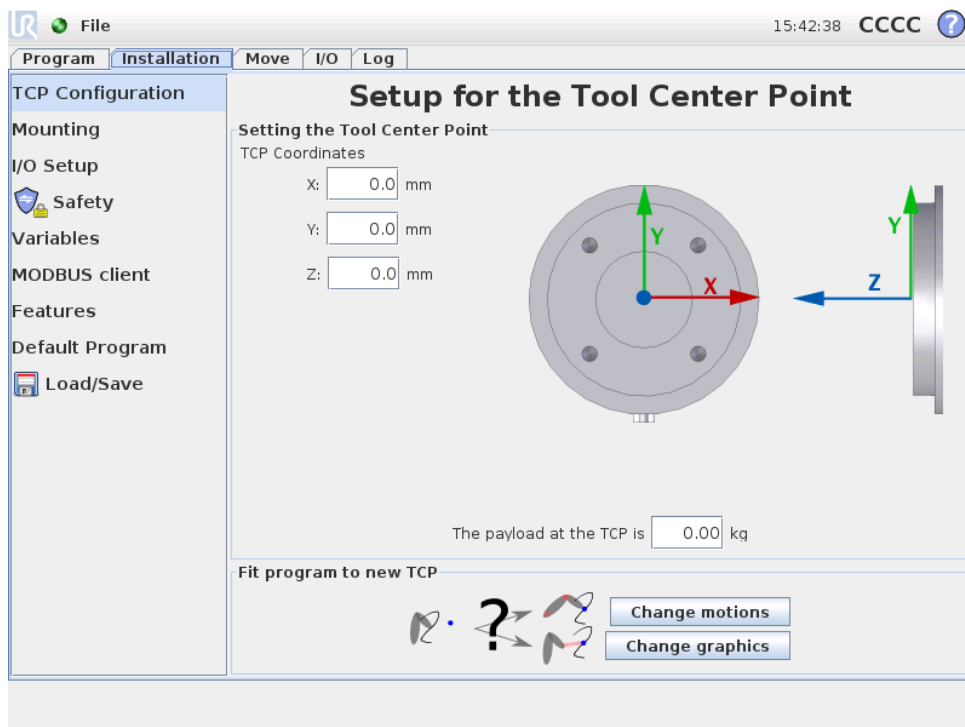 UR File 15:42:38 CCCC ?
Program Installation Move I/O Log
TCP Configuration
Mounting
I/O Setup
Safety
Variables
MODBUS client
Features
Default Program
Load/Save
Setup for the Tool Center Point
Setting the Tool Center Point
TCP Coordinates
X: 0.0 mm
Y: 0.0 mm
Z: 0.0 mm
Y
X
Y
Z
The payload at the TCP is 0.00 kg
Fit program to new TCP
?
Change motions
Change graphics